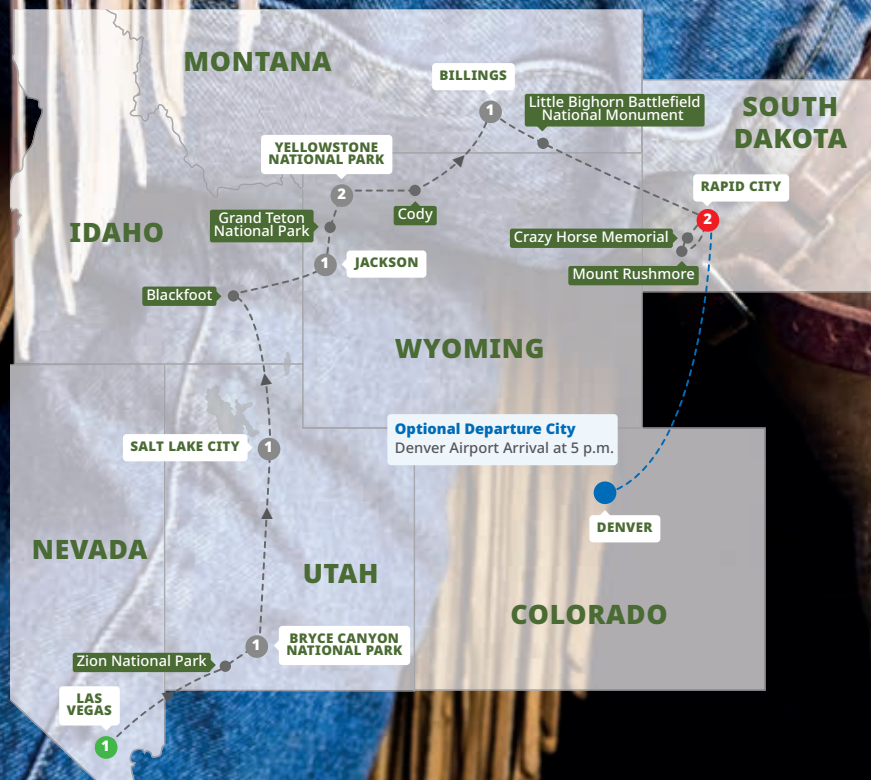 MONTANA
BILLINGS
1
Little Bighorn Battlefield
National Monument
SOUTH
DAKOTA
YELLOWSTONE
NATIONAL PARK
2
Cody
RAPID CITY
2
Grand Teton
National Park
IDAHO
Crazy Horse Memorial
Mount Rushmore
1
JACKSON
Blackfoot
WYOMING
Optional Departure City
Denver Airport Arrival at 5 p.m.
SALT LAKE CITY
1
DENVER
NEVADA
UTAH
COLORADO
1
BRYCE CANYON
NATIONAL PARK
Zion National Park
LAS
VEGAS
1